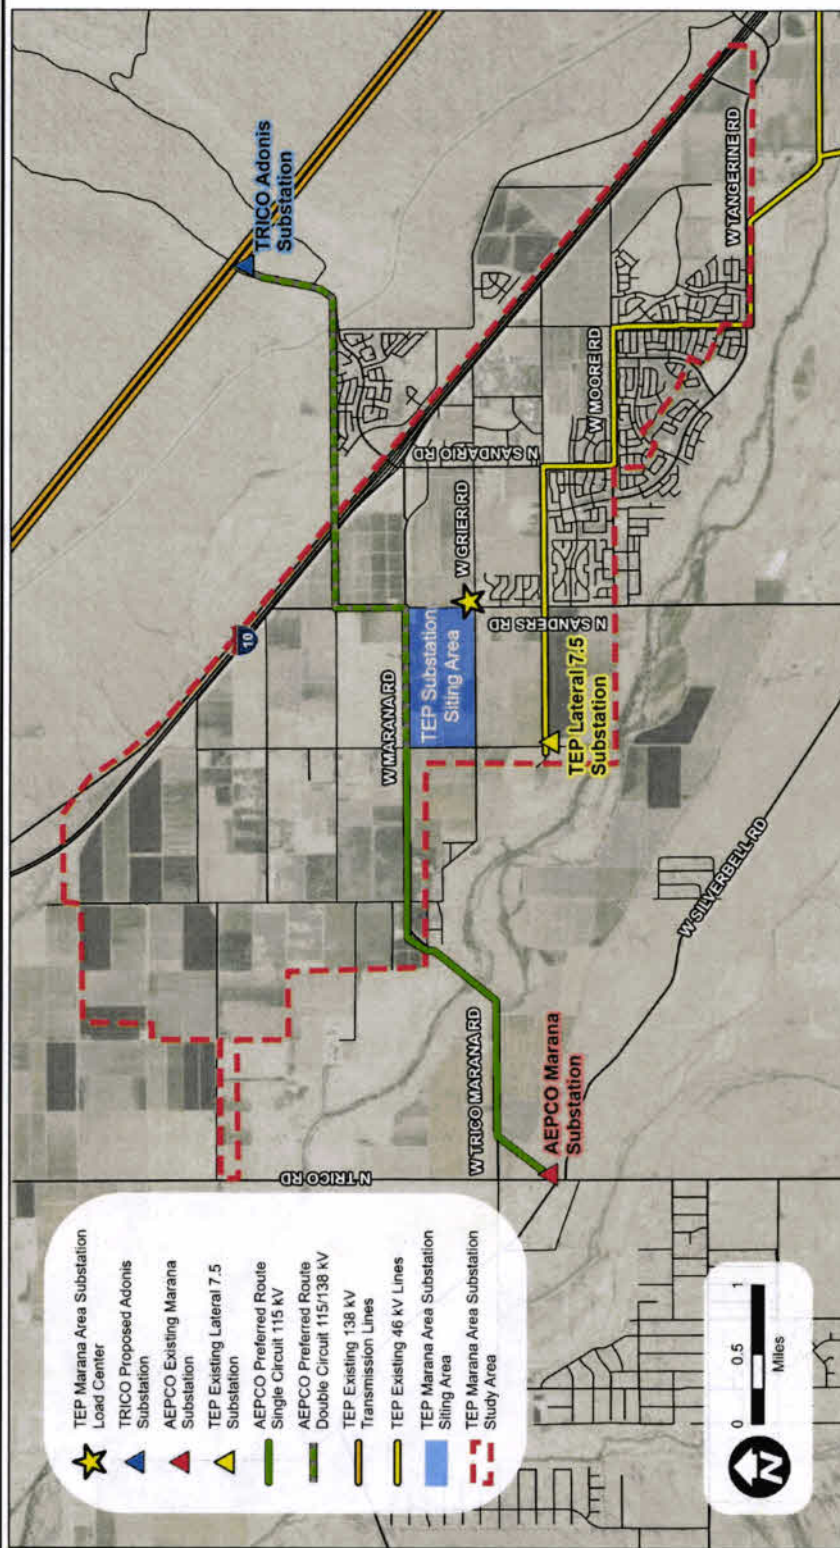 TEP Marana Area Substation
Load Center
TRICO Proposed Adonis
Substation
AEPCO Existing Marana
Substation
TEP Existing Lateral 7.5
Substation
AEPCO Preferred Route
Single Circuit 115 kV
AEPCO Preferred Route
Double Circuit 115/138 kV
TEP Existing 138 kV
Transmission Lines
TEP Existing 46 kV Lines
TEP Marana Area Substation
Siting Area
TEP Marana Area Substation
Study Area
N
0 0.5 1
Miles
N TRICO RD
W TRICO MARANA RD
AEPCO Marana
Substation
W SILVERBELL RD
W MARANA RD
10
TEP Substation
Siting Area
TEP Lateral 7.5
Substation
N SANDERS RD
W GRIER RD
N SANDARIO RD
W MOORE RD
TRICO Adonis
Substation
W TANGERINE RD